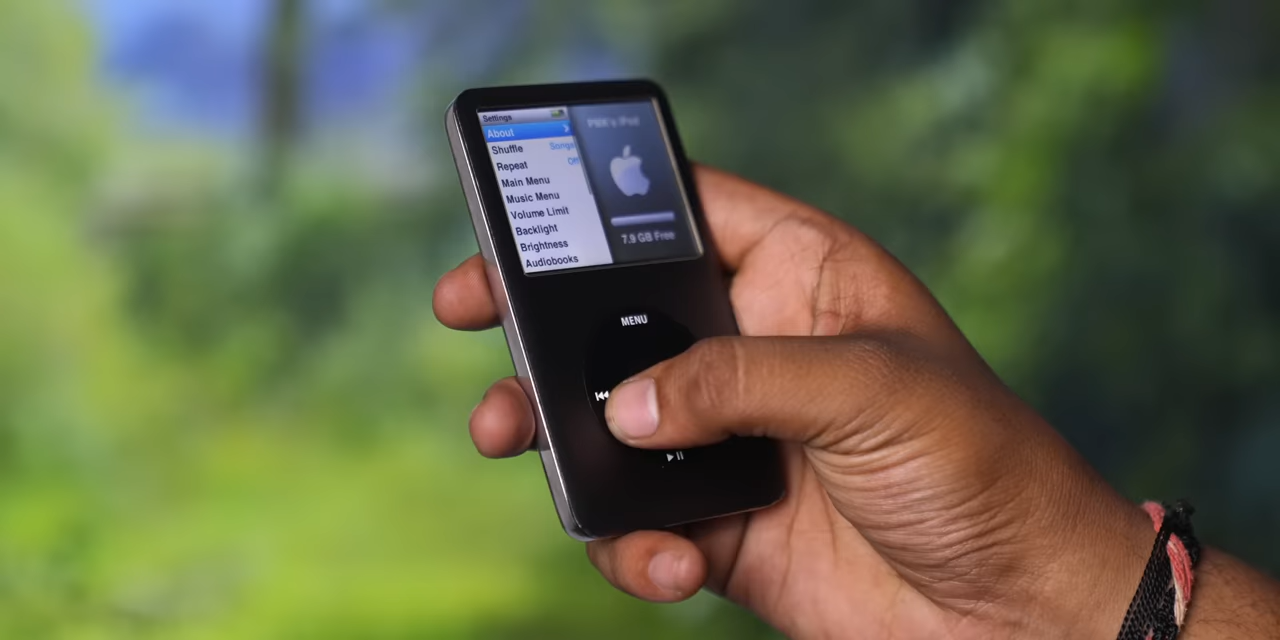 Settings
About
Shuffle Songs
Repeat Off
Main Menu
Music Menu
Volume Limit
Backlight
Brightness
Audiobooks
iPod
7.9 GB Free
MENU